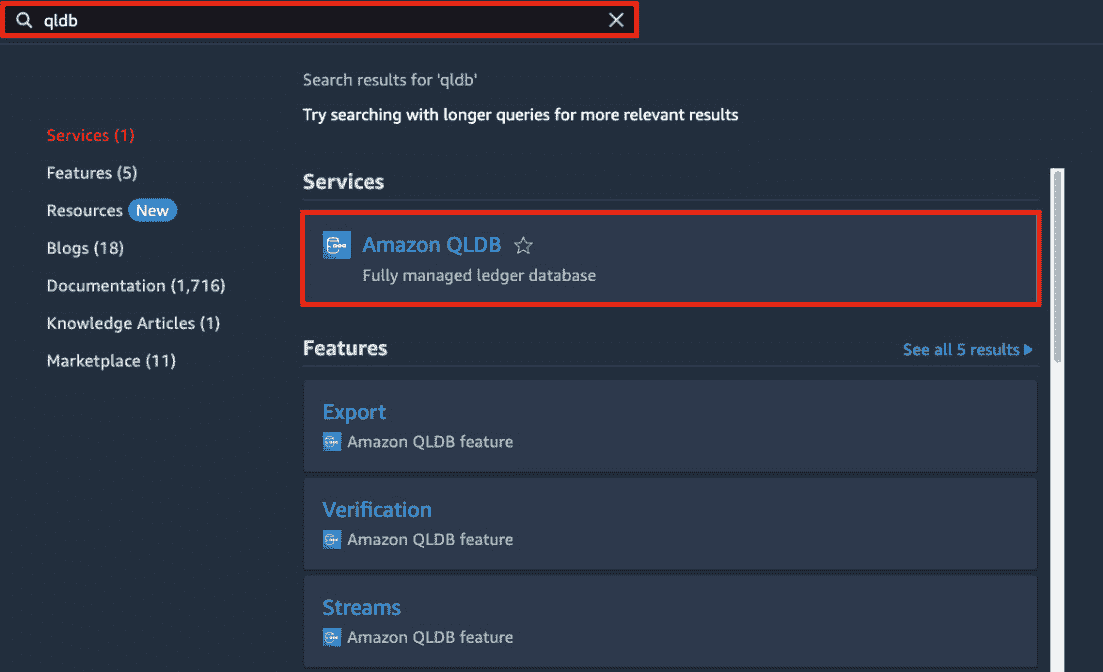 qldb
Search results for 'qldb'
Try searching with longer queries for more relevant results
Services (1)
Features (5)
Resources New
Blogs (18)
Documentation (1,716)
Knowledge Articles (1)
Marketplace (11)
Services
Amazon QLDB
Fully managed ledger database
Features
See all 5 results
Export
Amazon QLDB feature
Verification
Amazon QLDB feature
Streams
Amazon QLDB feature